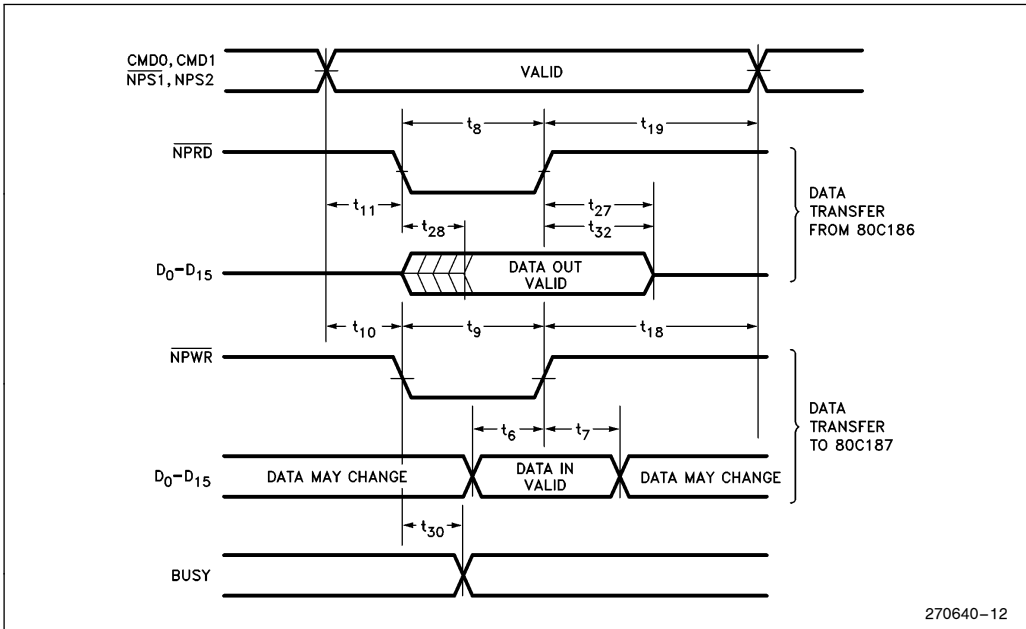 CMD0, CMD1
NPS1, NPS2
VALID
t8
t19
NPRD
t11
t28
t27
t32
DATA
TRANSFER
FROM 80C186
D0–D15
DATA OUT
VALID
t10
t9
t18
NPWR
t6
t7
DATA
TRANSFER
TO 80C187
D0–D15
DATA MAY CHANGE
DATA IN
VALID
DATA MAY CHANGE
t30
BUSY
270640–12